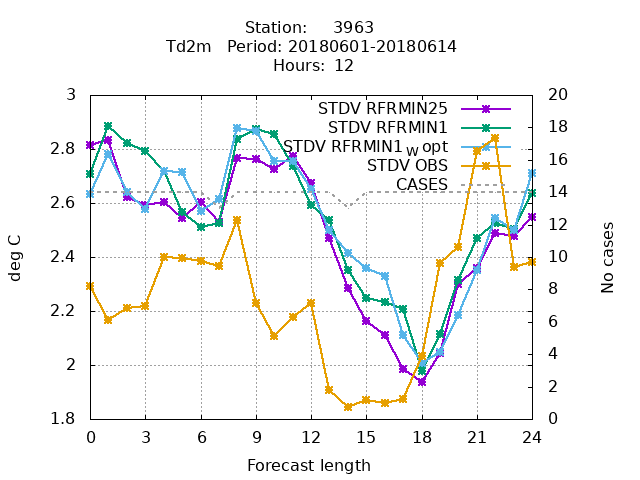 Station: 3963
Td2m Period: 20180601-20180614
Hours: 12
STDV RFRMIN25
STDV RFRMIN1
STDV RFRMIN1 w opt
STDV OBS
CASES
3
2.8
2.6
2.4
2.2
2
1.8
20
18
16
14
12
10
8
6
4
2
0
deg C
No cases
0 3 6 9 12 15 18 21 24
Forecast length